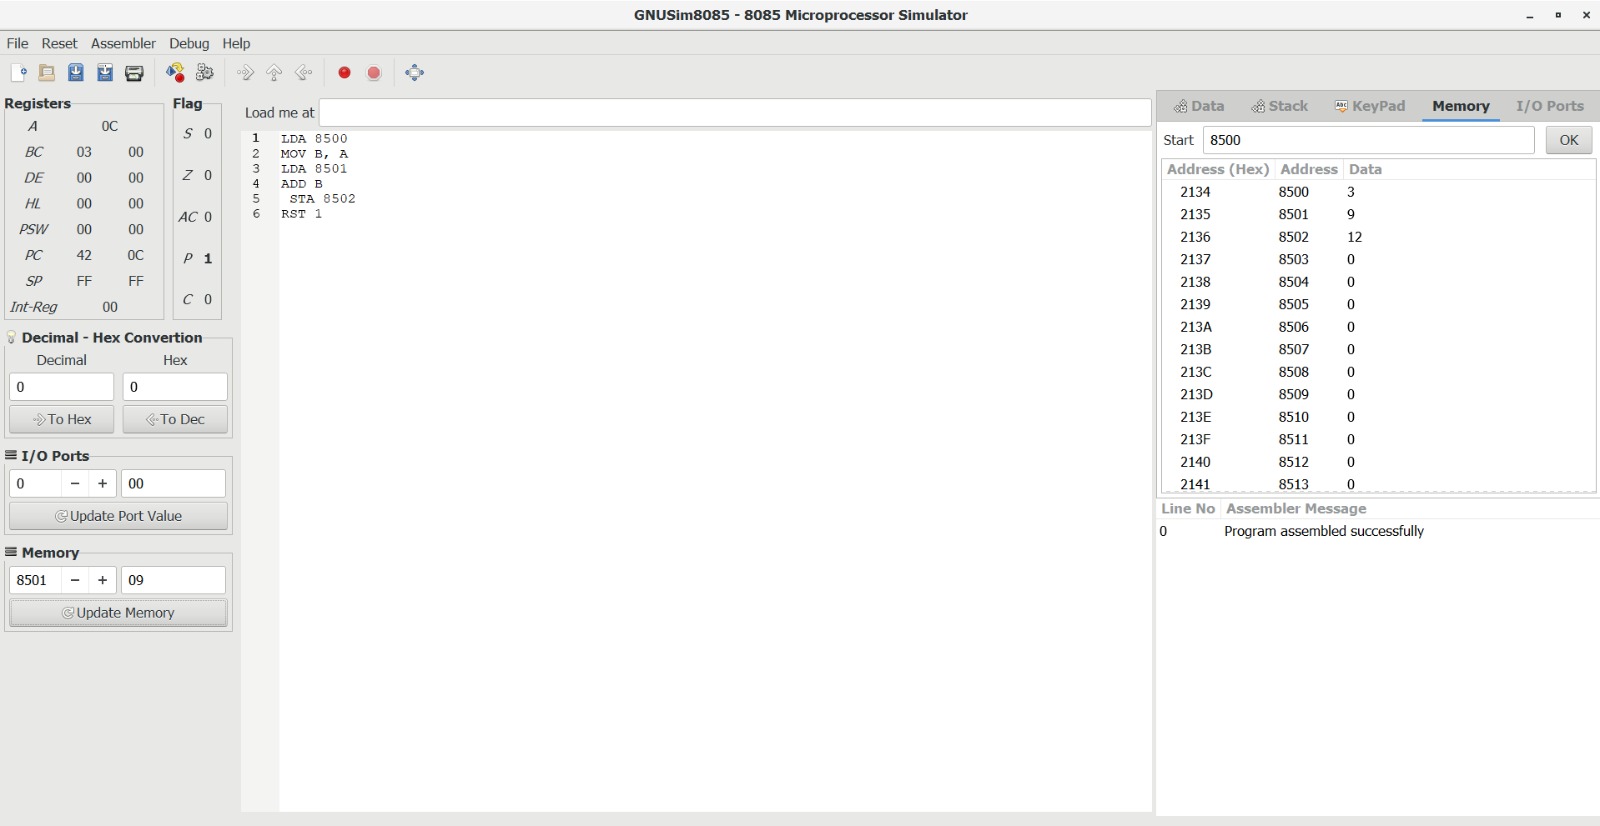 GNUSim8085 - 8085 Microprocessor Simulator
File Reset Assembler Debug Help
Registers
A 0C
BC 03 00
DE 00 00
HL 00 00
PSW 00 00
PC 42 0C
SP FF FF
Int-Reg 00
Flag
S 0
Z 0
AC 0
P 1
C 0
Decimal - Hex Convertion
Decimal Hex
0 0
To Hex To Dec
I/O Ports
0 - + 00
Update Port Value
Memory
8501 - + 09
Update Memory
Load me at
1 LDA 8500
2 MOV B, A
3 LDA 8501
4 ADD B
5 STA 8502
6 RST 1
Data Stack KeyPad Memory I/O Ports
Start 8500 OK
Address (Hex) Address Data
2134 8500 3
2135 8501 9
2136 8502 12
2137 8503 0
2138 8504 0
2139 8505 0
213A 8506 0
213B 8507 0
213C 8508 0
213D 8509 0
213E 8510 0
213F 8511 0
2140 8512 0
2141 8513 0
Line No Assembler Message
0 Program assembled successfully